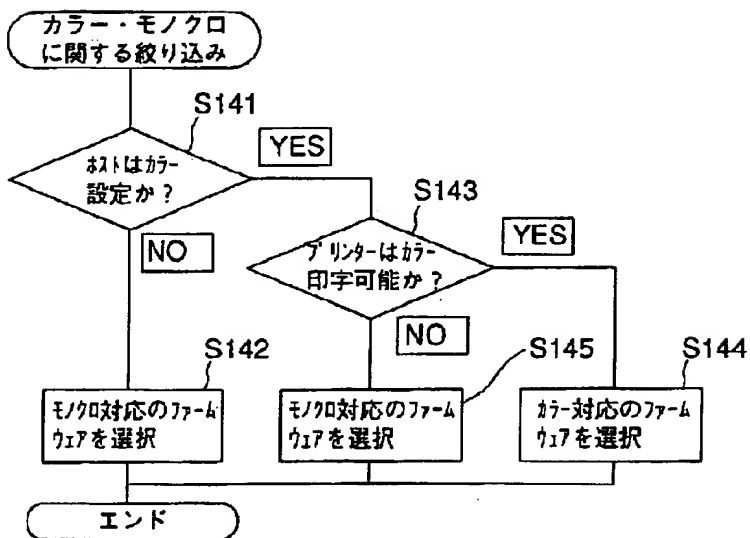 カラー・モノクロ
に関する絞り込み
S141
YES
ﾎｽﾄはｶﾗｰ
設定か？
S143
YES
NO
ﾌﾟﾘﾝﾀｰはｶﾗｰ
印字可能か？
NO
S142
S145
S144
ﾓﾉｸﾛ対応のﾌｧｰﾑ
ｳｪｱを選択
ﾓﾉｸﾛ対応のﾌｧｰﾑ
ｳｪｱを選択
ｶﾗｰ対応のﾌｧｰﾑ
ｳｪｱを選択
エンド